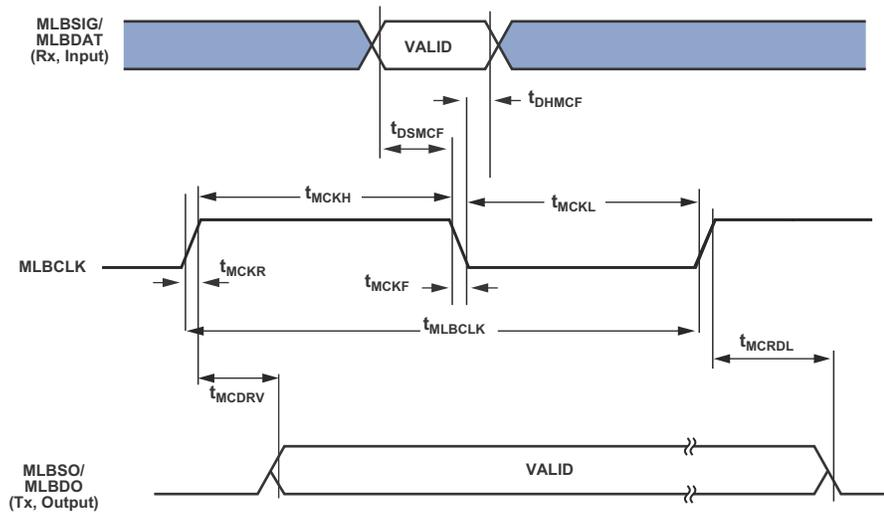 MLBSIG/
MLBDAT
(Rx, Input)
VALID
tDHMCF
tDSMCF
tMCKH
tMCKL
MLBCLK
tMCKR
tMCKF
tMLBCLK
tMCRDL
tMCDRV
MLBSO/
MLBDO
(Tx, Output)
VALID